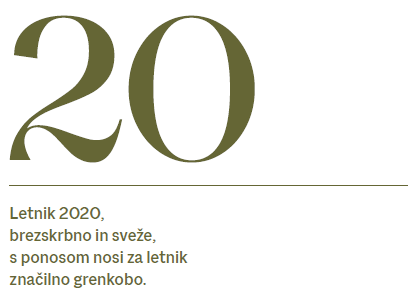 20
Letnik 2020,
brezskrbno in sveže,
s ponosom nosi za letnik
značilno grenkobo.